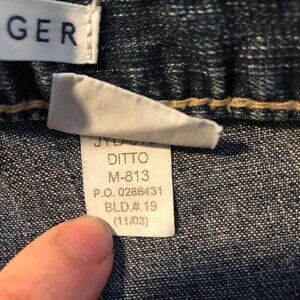 GER
DITTO
M-813
P.O. 0288431
BLD.#.19
(11/03)